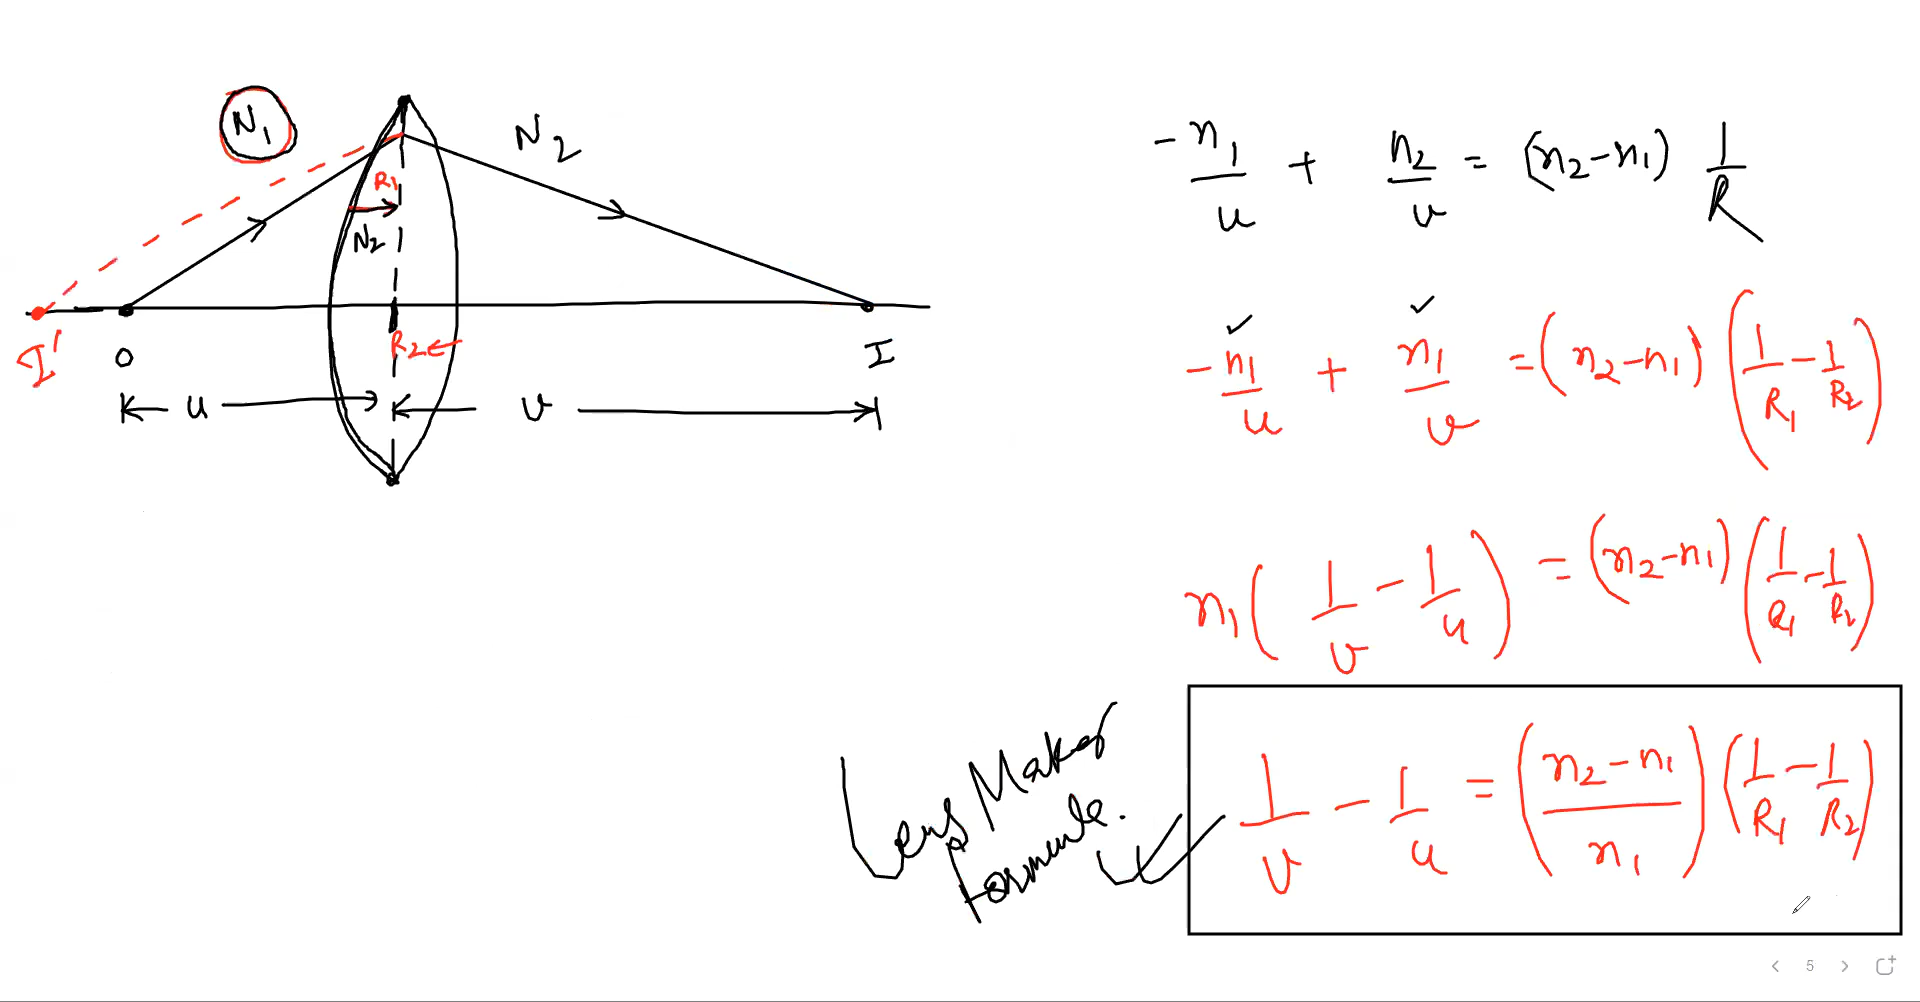 N₁
N₂
R₁
N₂
R₂
I'
O
I
u
v
-n₁/u + n₂/v = (n₂-n₁) 1/R
-n₁/u + n₁/v = (n₂-n₁) (1/R₁ - 1/R₂)
n₁ (1/v - 1/u) = (n₂-n₁) (1/R₁ - 1/R₂)
1/v - 1/u = ((n₂-n₁)/n₁) (1/R₁ - 1/R₂)
Lens Maker
formula.
5